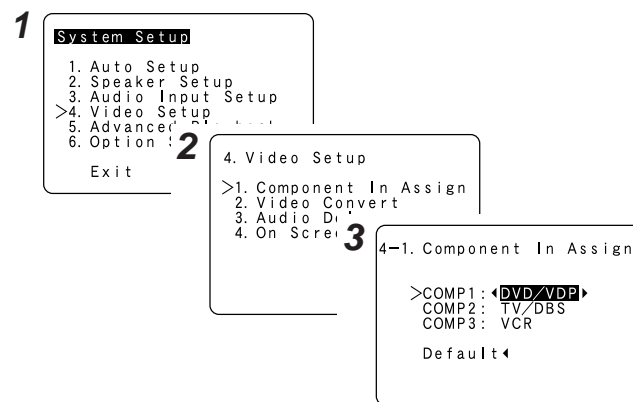 1
System Setup
1. Auto Setup
2. Speaker Setup
3. Audio Input Setup
>4. Video Setup
5. Advanced
6. Option
Exit
2
4. Video Setup
>1. Component In Assign
2. Video Convert
3. Audio
4. On
3
4-1. Component In Assign
>COMP1: ◀DVD/VDP▶
COMP2: TV/DBS
COMP3: VCR
Default◀